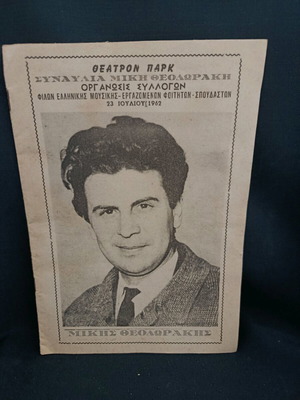 ΘΕΑΤΡΟΝ ΠΑΡΚ
ΣΥΝΑΥΛΙΑ ΜΙΚΗ ΘΕΟΔΩΡΑΚΗ
ΟΡΓΑΝΩΣΙΣ ΣΥΛΛΟΓΩΝ
ΦΙΛΩΝ ΕΛΛΗΝΙΚΗΣ ΜΟΥΣΙΚΗΣ-ΕΡΓΑΖΟΜΕΝΩΝ ΦΟΙΤΗΤΩΝ-ΣΠΟΥΔΑΣΤΩΝ
23 ΙΟΥΛΙΟΥ 1962
ΜΙΚΗΣ ΘΕΟΔΩΡΑΚΗΣ